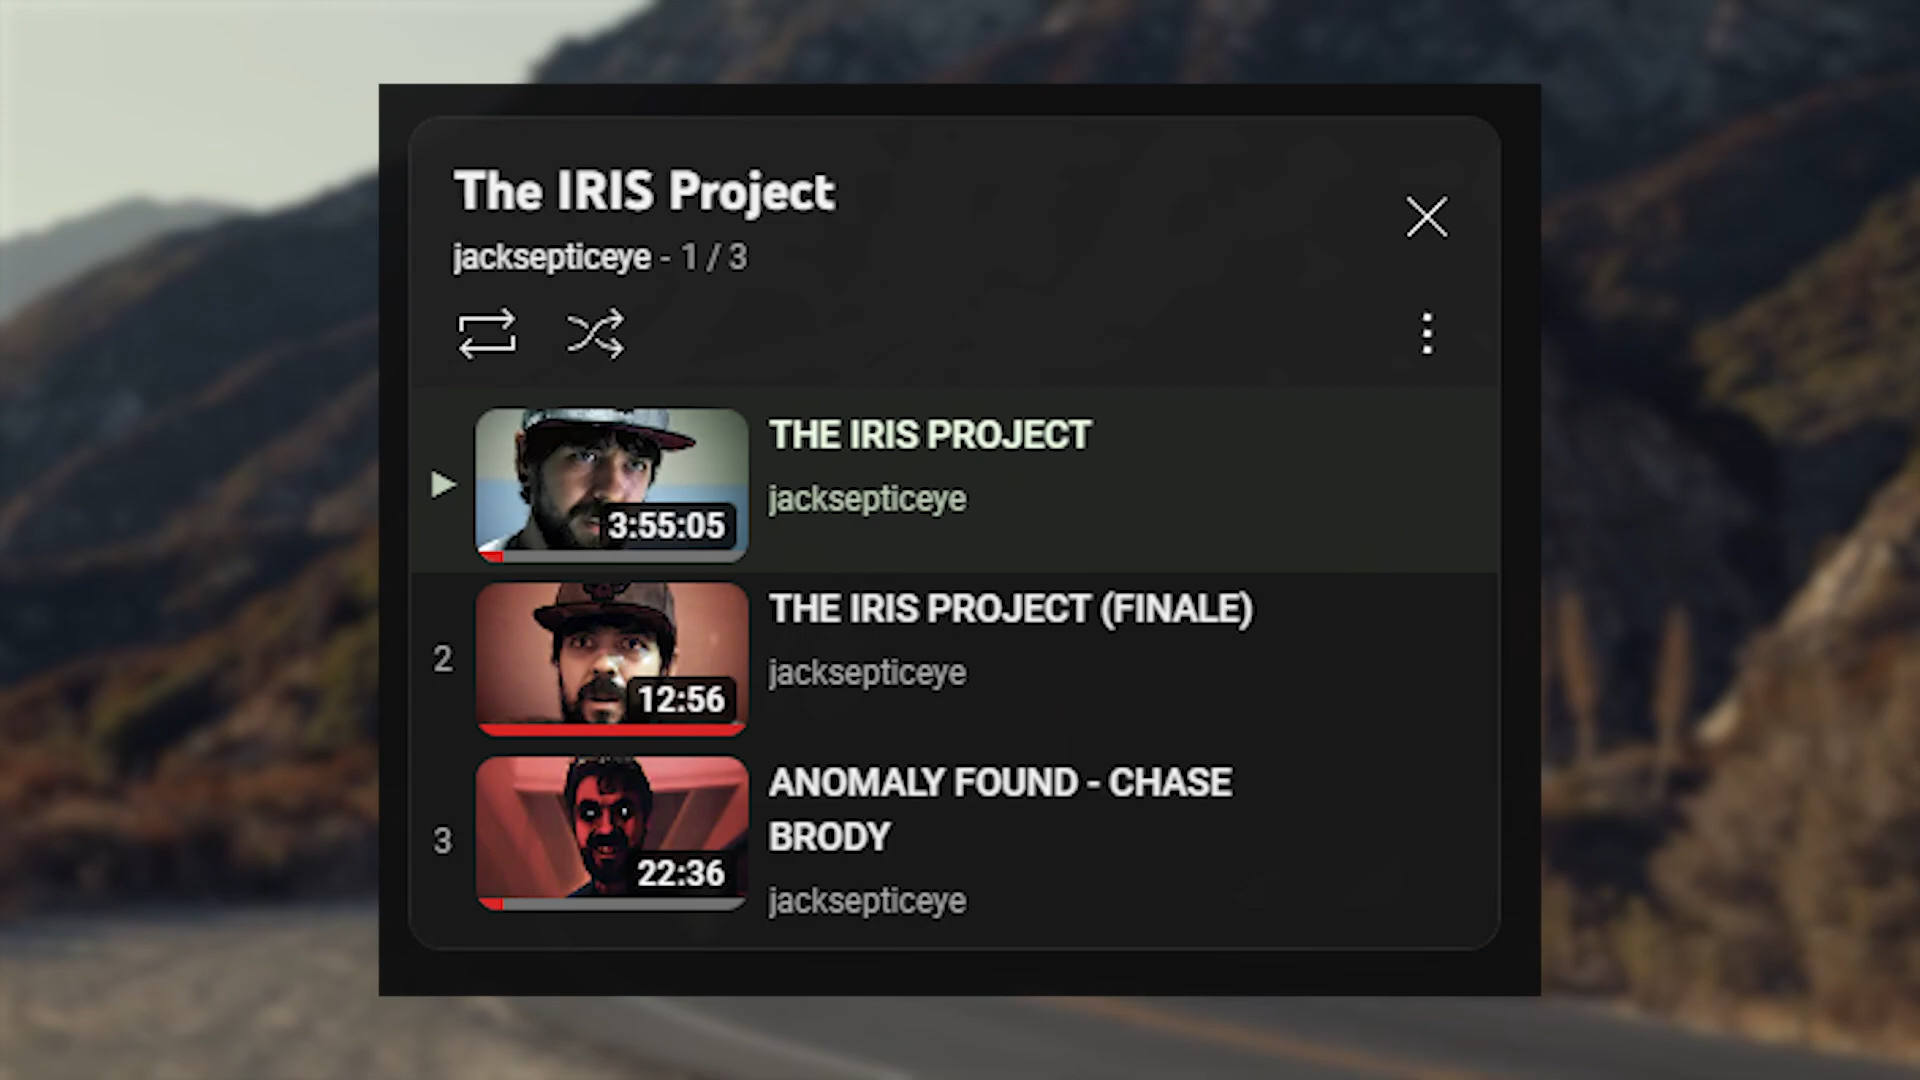 The IRIS Project
jacksepticeye - 1 / 3
THE IRIS PROJECT
jacksepticeye
3:55:05
2
THE IRIS PROJECT (FINALE)
jacksepticeye
12:56
3
ANOMALY FOUND - CHASE
BRODY
jacksepticeye
22:36